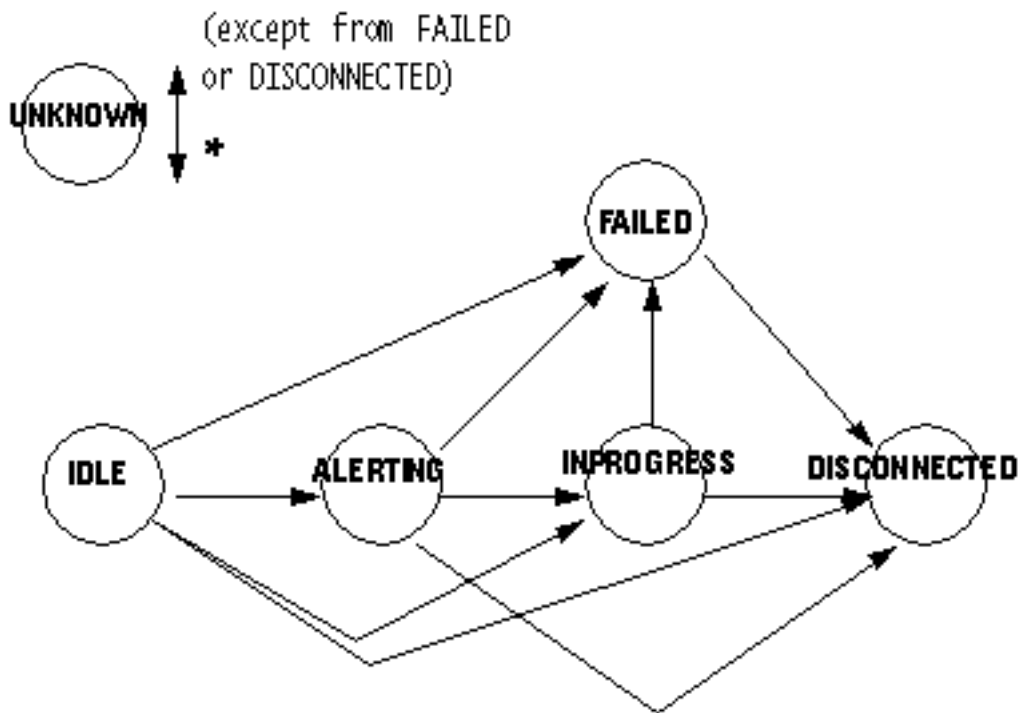 (except from FAILED
or DISCONNECTED)
UNKNOWN
*
FAILED
IDLE
ALERTING
INPROGRESS
DISCONNECTED